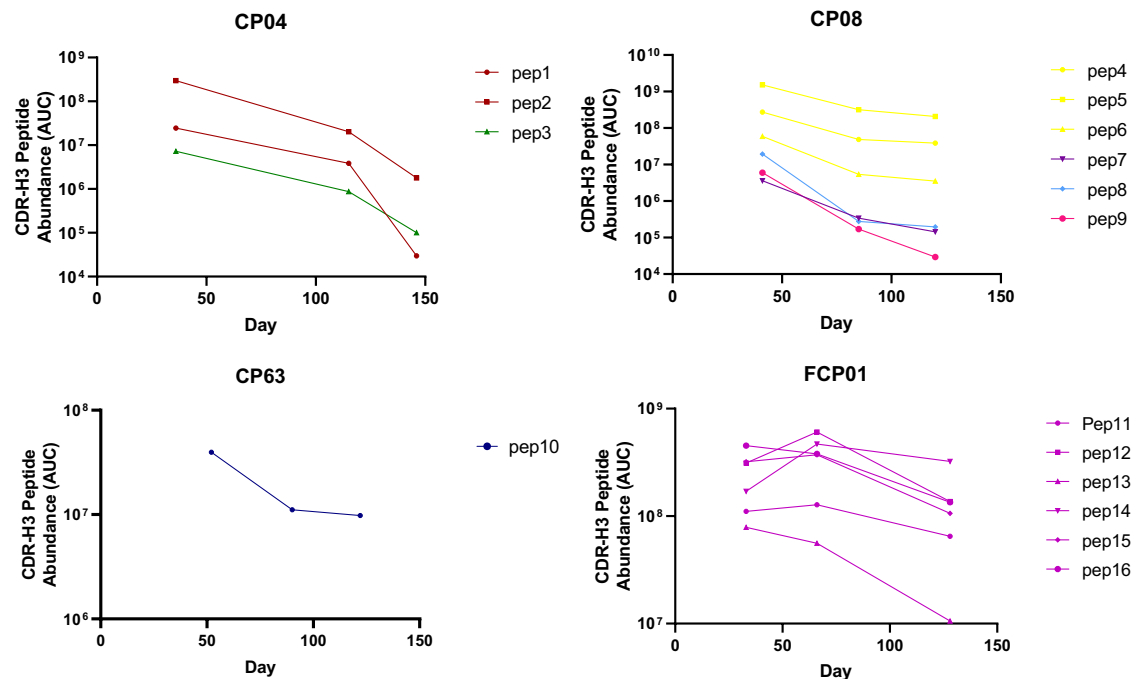 CP04
10⁹
10⁸
10⁷
10⁶
10⁵
10⁴
CDR-H3 Peptide
Abundance (AUC)
0
50
100
150
Day
pep1
pep2
pep3
CP08
10¹⁰
10⁹
10⁸
10⁷
10⁶
10⁵
10⁴
CDR-H3 Peptide
Abundance (AUC)
0
50
100
150
Day
pep4
pep5
pep6
pep7
pep8
pep9
CP63
10⁸
10⁷
10⁶
CDR-H3 Peptide
Abundance (AUC)
0
50
100
150
Day
pep10
FCP01
10⁹
10⁸
10⁷
CDR-H3 Peptide
Abundance (AUC)
0
50
100
150
Day
Pep11
pep12
pep13
pep14
pep15
pep16